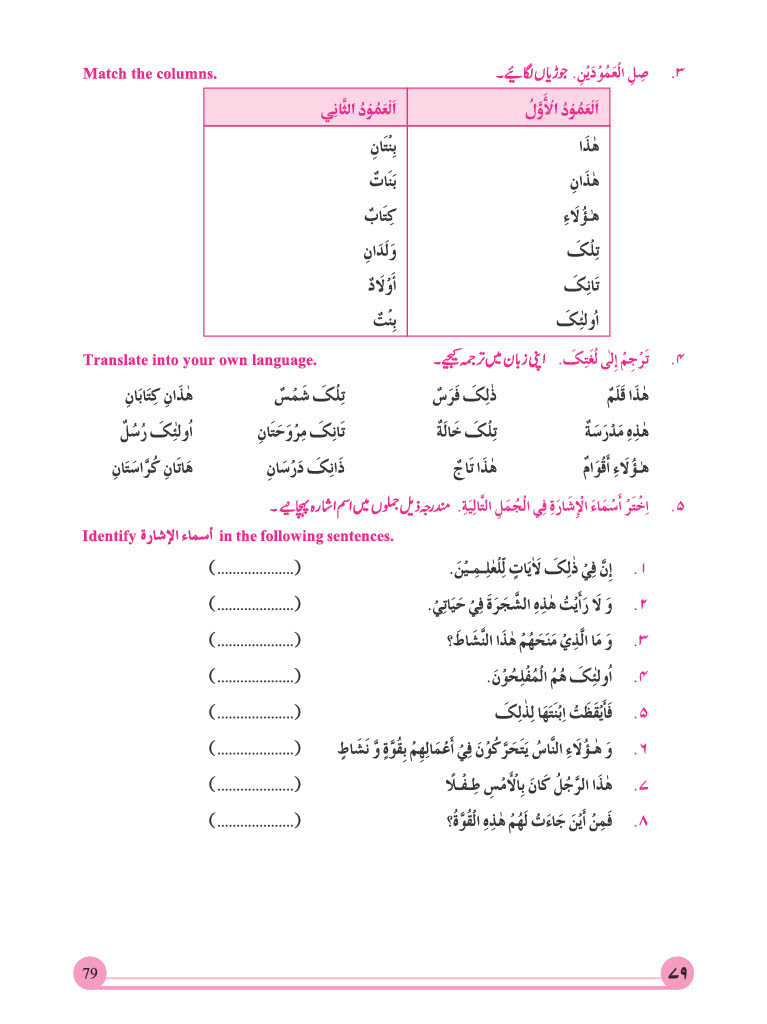 ۳. صِلِ الْعَمُوْدَيْنِ. جوڑیاں لگائیے۔ Match the columns.
اَلْعَمُوْدُ الْأَوَّلُ اَلْعَمُوْدُ الثَّانِي
هٰذَا بِنْتَانِ
هٰذَانِ بَنَاتٌ
هٰؤُلَاءِ كِتَابٌ
تِلْكَ وَلَدَانِ
تَانِكَ أَوْلَادٌ
أُولٰئِكَ بِنْتٌ
۴. تَرْجِمْ إِلٰى لُغَتِكَ. اپنی زبان میں ترجمہ کیجیے۔ Translate into your own language.
هٰذَا قَلَمٌ ذٰلِكَ فَرَسٌ تِلْكَ شَمْسٌ هٰذَانِ كِتَابَانِ
هٰذِهِ مَدْرَسَةٌ تِلْكَ خَالَةٌ تَانِكَ مِرْوَحَتَانِ اُولٰئِكَ رُسُلٌ
هٰؤُلَاءِ أَقْوَامٌ هٰذَا تَاجٌ ذَانِكَ دَرْسَانِ هَاتَانِ كُرَّاسَتَانِ
۵. اِخْتَرْ أَسْمَاءَ الْإِشَارَةِ فِي الْجُمَلِ التَّالِيَةِ. مندرجہ ذیل جملوں میں اسم اشارہ پہچانیے۔
Identify أسماء الإشارة in the following sentences.
۱. إِنَّ فِيْ ذٰلِكَ لَاٰيَاتٍ لِّلْعٰلِمِيْنَ. (....................)
۲. وَ لَا رَأَيْتُ هٰذِهِ الشَّجَرَةَ فِيْ حَيَاتِيْ. (....................)
۳. وَ مَا الَّذِيْ مَنَحَهُمْ هٰذَا النَّشَاطَ؟ (....................)
۴. اُولٰئِكَ هُمُ الْمُفْلِحُوْنَ. (....................)
۵. فَأَيْقَظَتْ اِبْنَتَهَا لِذٰلِكَ (....................)
۶. وَ هٰؤُلَاءِ النَّاسُ يَتَحَرَّكُوْنَ فِيْ أَعْمَالِهِمْ بِقُوَّةٍ وَّ نَشَاطٍ (....................)
۷. هٰذَا الرَّجُلُ كَانَ بِالْأَمْسِ طِفْلًا (....................)
۸. فَمِنْ أَيْنَ جَاءَتْ لَهُمْ هٰذِهِ الْقُوَّةُ؟ (....................)
79 ۷۹